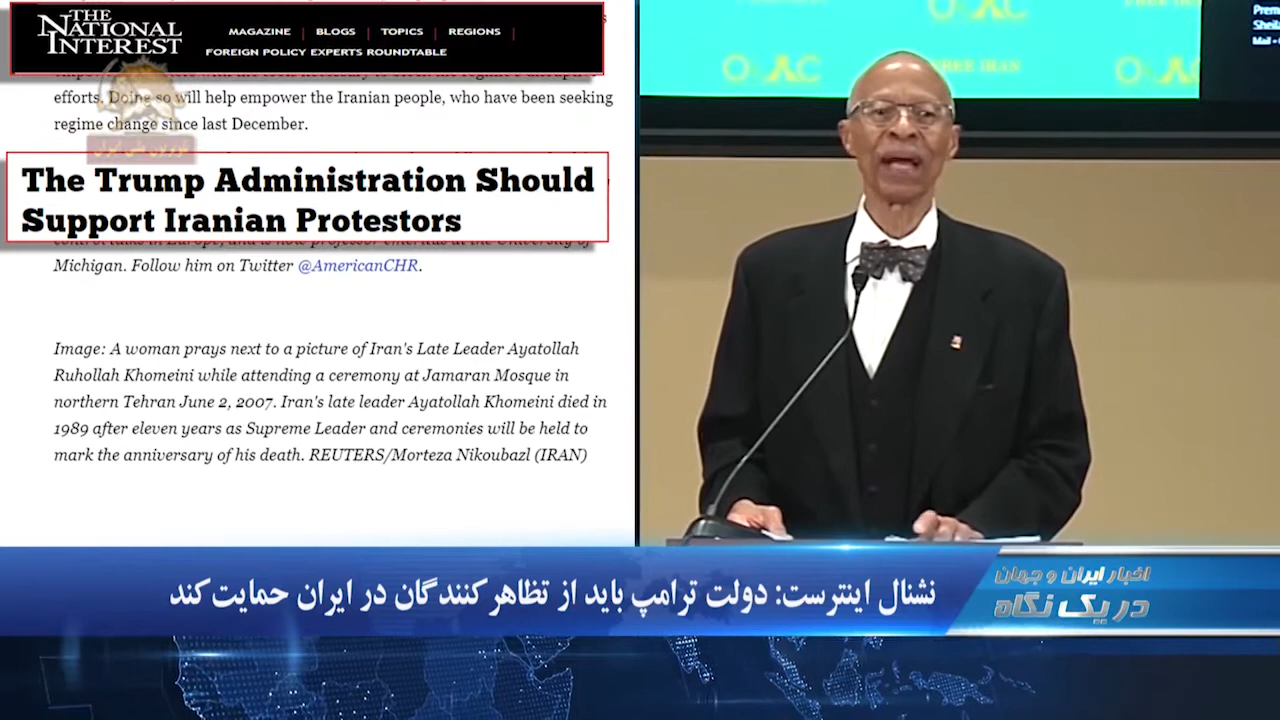 THE
NATIONAL
INTEREST
MAGAZINE
BLOGS
TOPICS
REGIONS
FOREIGN POLICY EXPERTS ROUNDTABLE
efforts. Doing so will help empower the Iranian people, who have been seeking
regime change since last December.
The Trump Administration Should
Support Iranian Protestors
Michigan. Follow him on Twitter @AmericanCHR.
Image: A woman prays next to a picture of Iran's Late Leader Ayatollah
Ruhollah Khomeini while attending a ceremony at Jamaran Mosque in
northern Tehran June 2, 2007. Iran's late leader Ayatollah Khomeini died in
1989 after eleven years as Supreme Leader and ceremonies will be held to
mark the anniversary of his death. REUTERS/Morteza Nikoubazl (IRAN)
FREE IRAN
نشنال اینترست: دولت ترامپ باید از تظاهرکنندگان در ایران حمایت کند
اخبار ایران و جهان
در یک نگاه